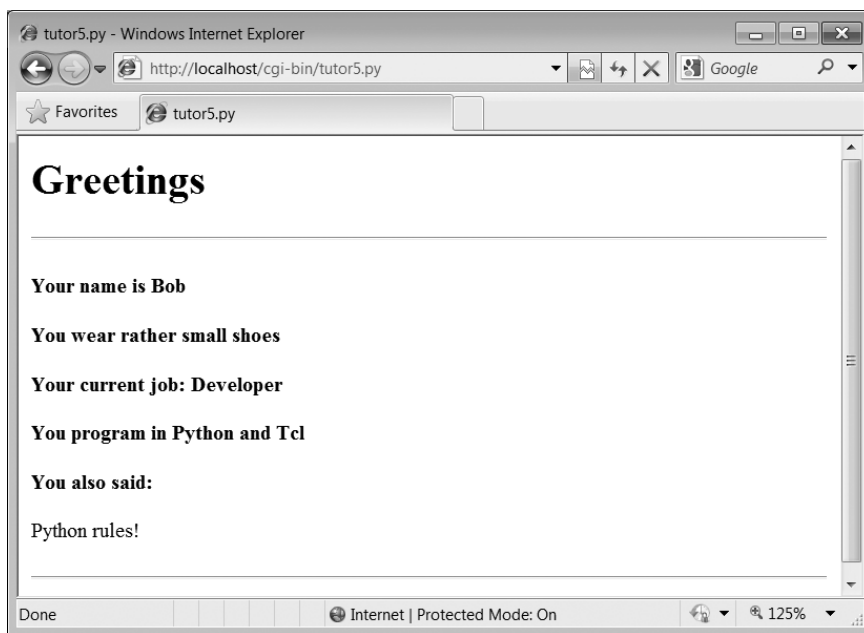 tutor5.py - Windows Internet Explorer
http://localhost/cgi-bin/tutor5.py
Google
Favorites
tutor5.py
Greetings
Your name is Bob
You wear rather small shoes
Your current job: Developer
You program in Python and Tcl
You also said:
Python rules!
Done
Internet | Protected Mode: On
125%